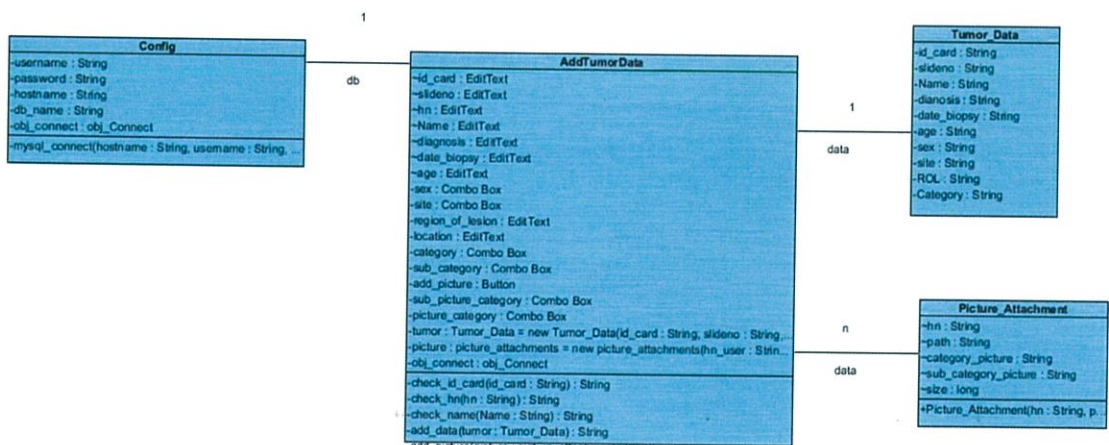 1
Config
-username : String
-password : String
-hostname : String
-db_name : String
-obj_connect : obj_Connect
-mysql_connect(hostname : String, username : String, ...
db
AddTumorData
~id_card : EditText
~slideno : EditText
~hn : EditText
~Name : EditText
~diagnosis : EditText
~date_biopsy : EditText
~age : EditText
-sex : Combo Box
-site : Combo Box
-region_of_lesion : EditText
-location : EditText
-category : Combo Box
-sub_category : Combo Box
-add_picture : Button
-sub_picture_category : Combo Box
-picture_category : Combo Box
-tumor : Tumor_Data = new Tumor_Data(id_card : String, slideno : String,...
-picture : picture_attachments = new picture_attachments(hn_user : Strin...
-obj_connect : obj_Connect
-check_id_card(id_card : String) : String
-check_hn(hn : String) : String
-check_name(Name : String) : String
-add_data(tumor : Tumor_Data) : String
1
data
Tumor_Data
-id_card : String
-slideno : String
-Name : String
-dianosis : String
-date_biopsy : String
-age : String
-sex : String
-site : String
-ROL : String
-Category : String
n
data
Picture_Attachment
~hn : String
~path : String
~category_picture : String
~sub_category_picture : String
~size : long
+Picture_Attachment(hn : String, p...